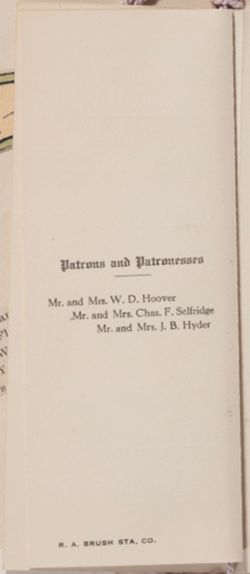 Patrons and Patronesses
Mr. and Mrs. W. D. Hoover
Mr. and Mrs. Chas. F. Selfridge
Mr. and Mrs. J. B. Hyder
R. A. BRUSH STA, CO.